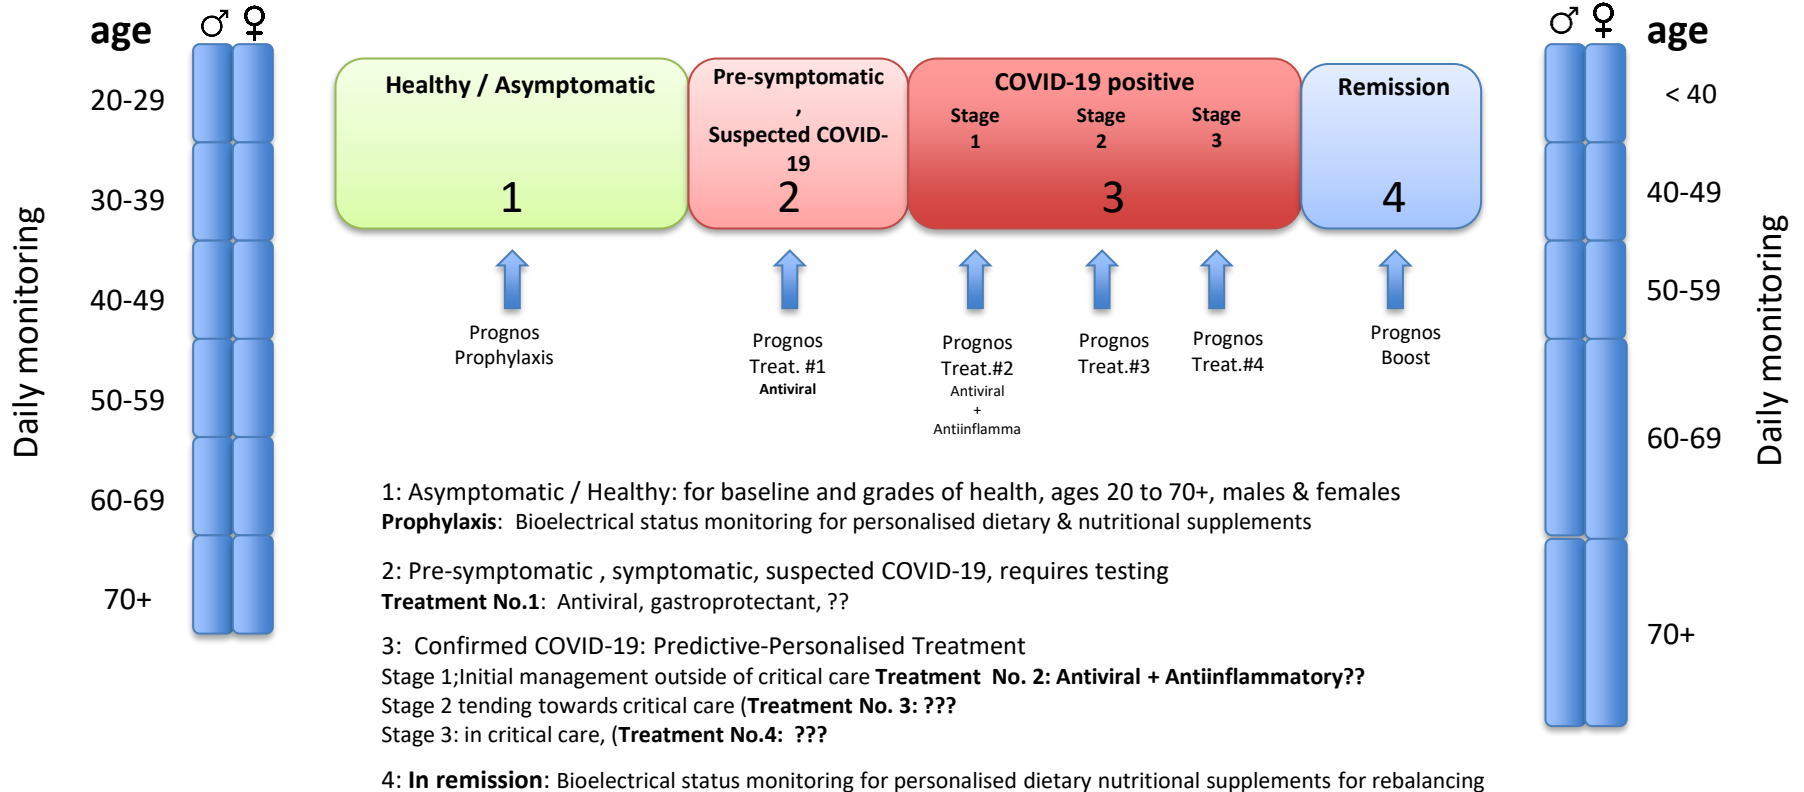 age
♂ ♀
20-29
30-39
40-49
50-59
60-69
70+
Daily monitoring
Healthy / Asymptomatic
1
Pre-symptomatic
,
Suspected COVID-
19
2
COVID-19 positive
Stage
1
Stage
2
Stage
3
3
Remission
4
Prognos
Prophylaxis
Prognos
Treat. #1
Antiviral
Prognos
Treat.#2
Antiviral
+
Antiinflamma
Prognos
Treat.#3
Prognos
Treat.#4
Prognos
Boost
1: Asymptomatic / Healthy: for baseline and grades of health, ages 20 to 70+, males & females
Prophylaxis: Bioelectrical status monitoring for personalised dietary & nutritional supplements
2: Pre-symptomatic , symptomatic, suspected COVID-19, requires testing
Treatment No.1: Antiviral, gastroprotectant, ??
3: Confirmed COVID-19: Predictive-Personalised Treatment
Stage 1;Initial management outside of critical care Treatment No. 2: Antiviral + Antiinflammatory??
Stage 2 tending towards critical care (Treatment No. 3: ???
Stage 3: in critical care, (Treatment No.4: ???
4: In remission: Bioelectrical status monitoring for personalised dietary nutritional supplements for rebalancing
♂ ♀
age
< 40
40-49
50-59
60-69
70+
Daily monitoring